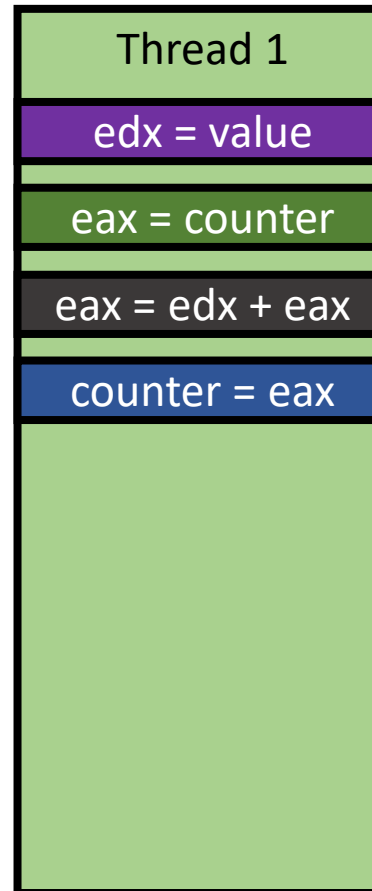 Thread 1
edx = value
eax = counter
eax = edx + eax
counter = eax